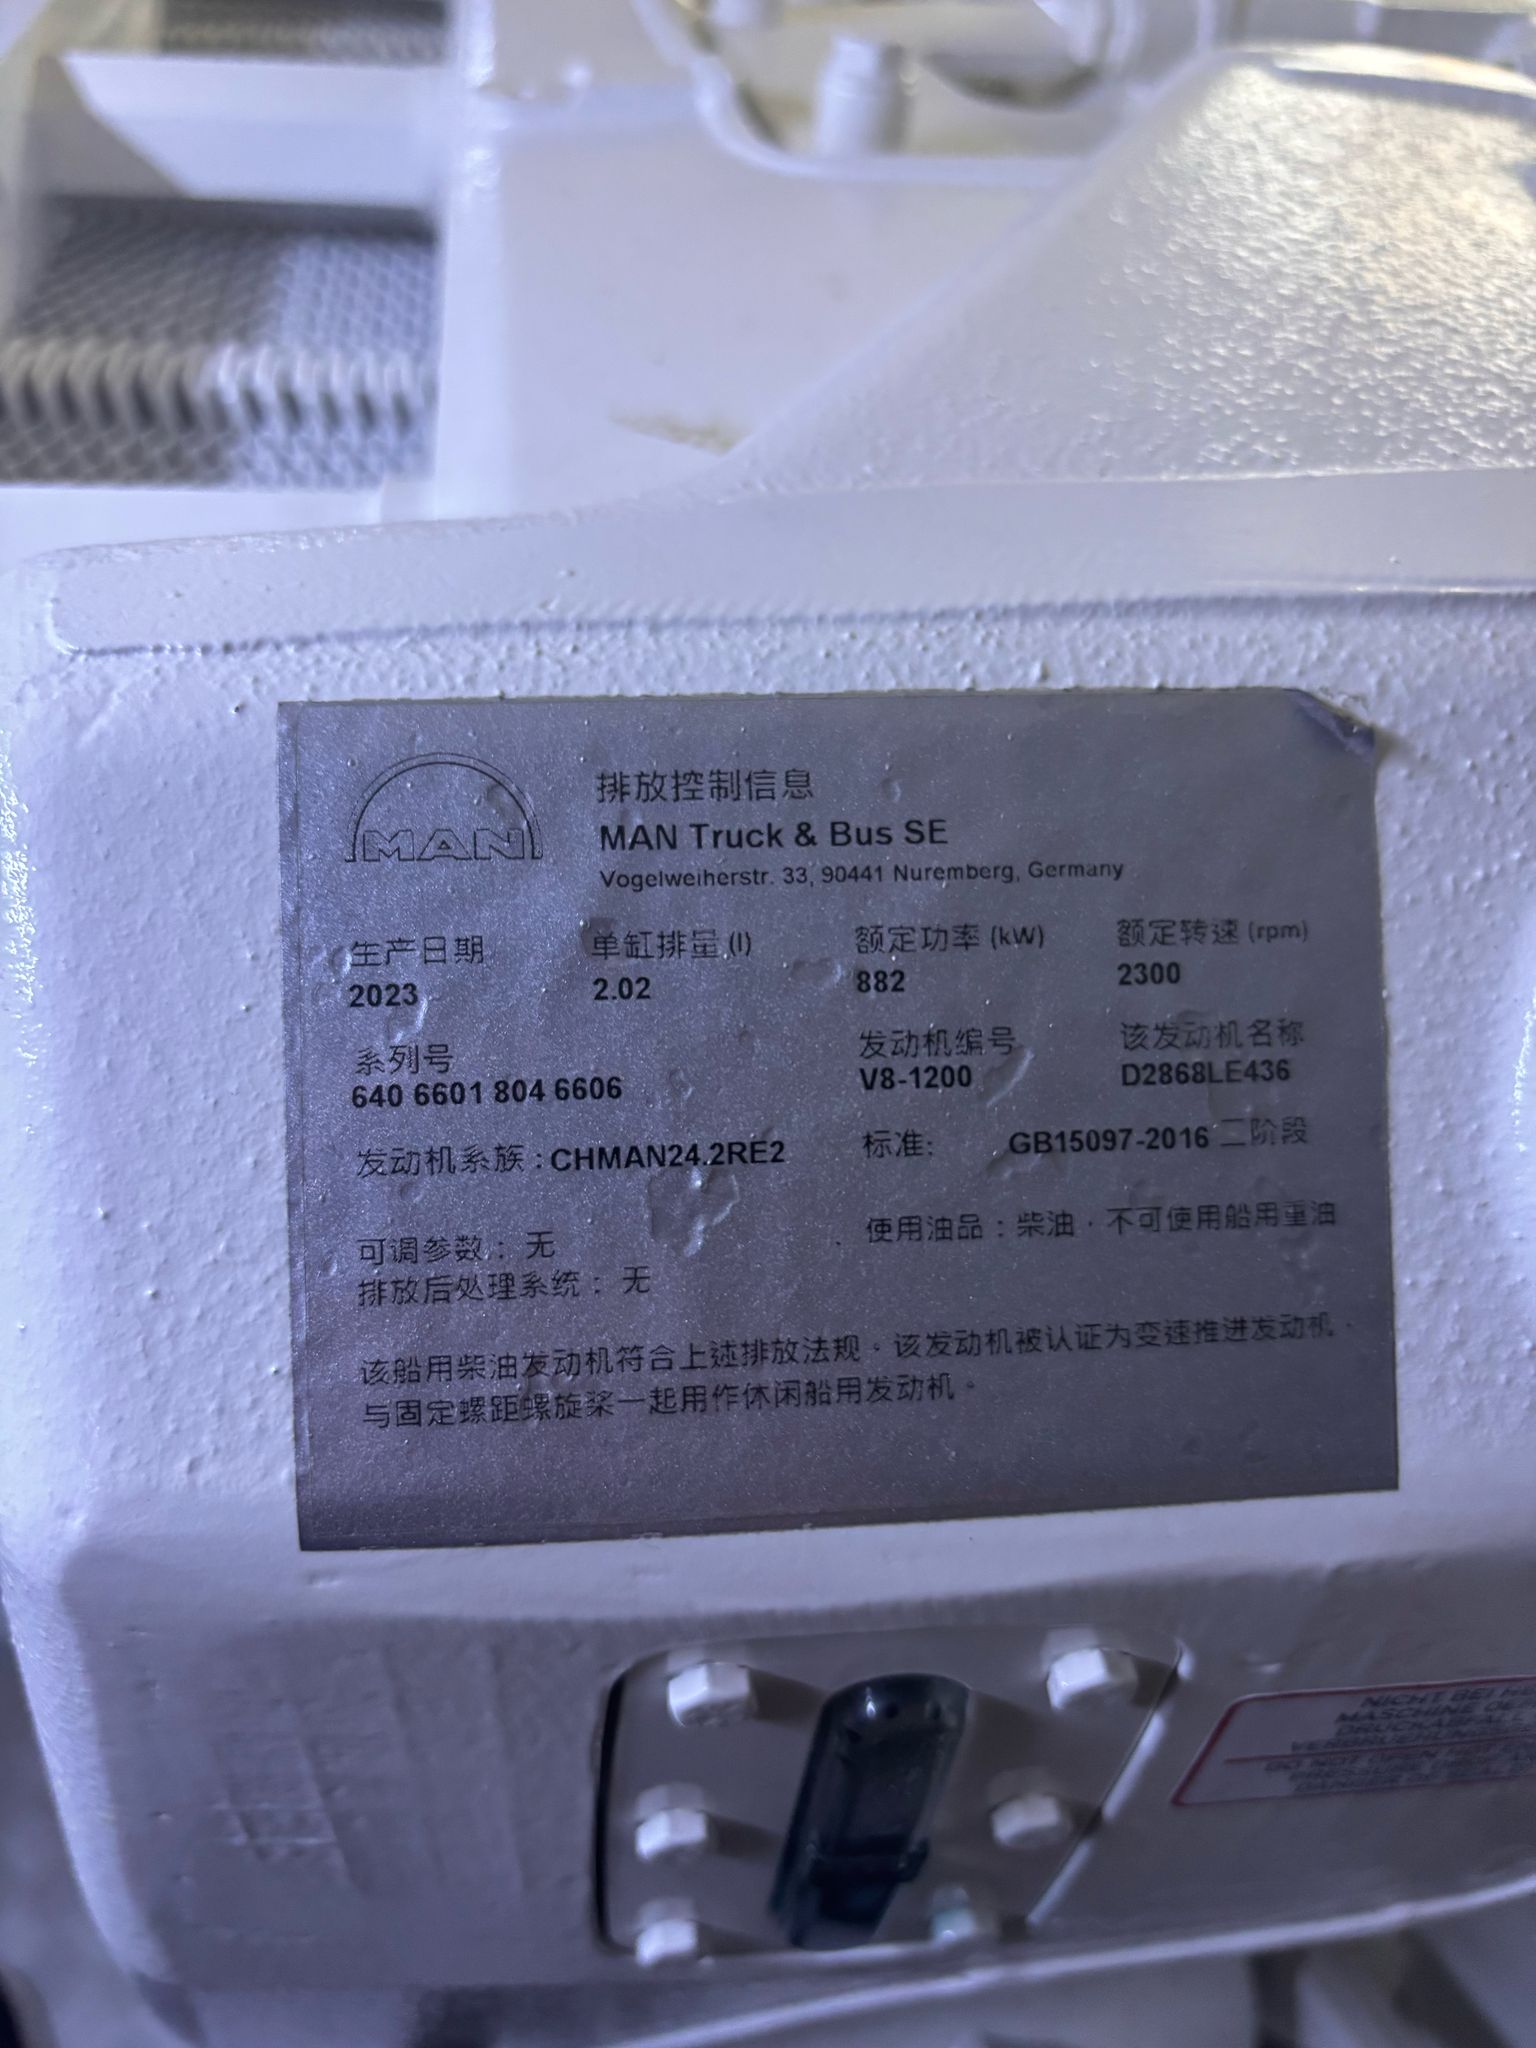 MAN
排放控制信息
MAN Truck & Bus SE
Vogelweiherstr. 33, 90441 Nuremberg, Germany
生产日期 单缸排量 (l) 额定功率 (kW) 额定转速 (rpm)
2023 2.02 882 2300
系列号 发动机编号 该发动机名称
640 6601 804 6606 V8-1200 D2868LE436
发动机系族 : CHMAN24.2RE2 标准: GB15097-2016 二阶段
可调参数 : 无 使用油品 : 柴油 · 不可使用船用重油
排放后处理系统 : 无
该船用柴油发动机符合上述排放法规。该发动机被认证为变速推进发动机 ·
与固定螺距螺旋桨一起用作休闲船用发动机。
NICHT BEI
MASCHINE